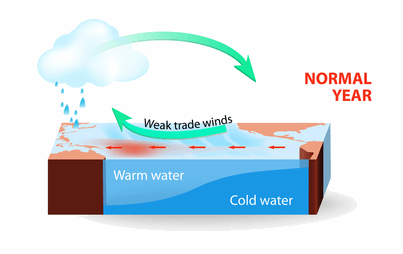 NORMAL
YEAR
Weak trade winds
Warm water
Cold water